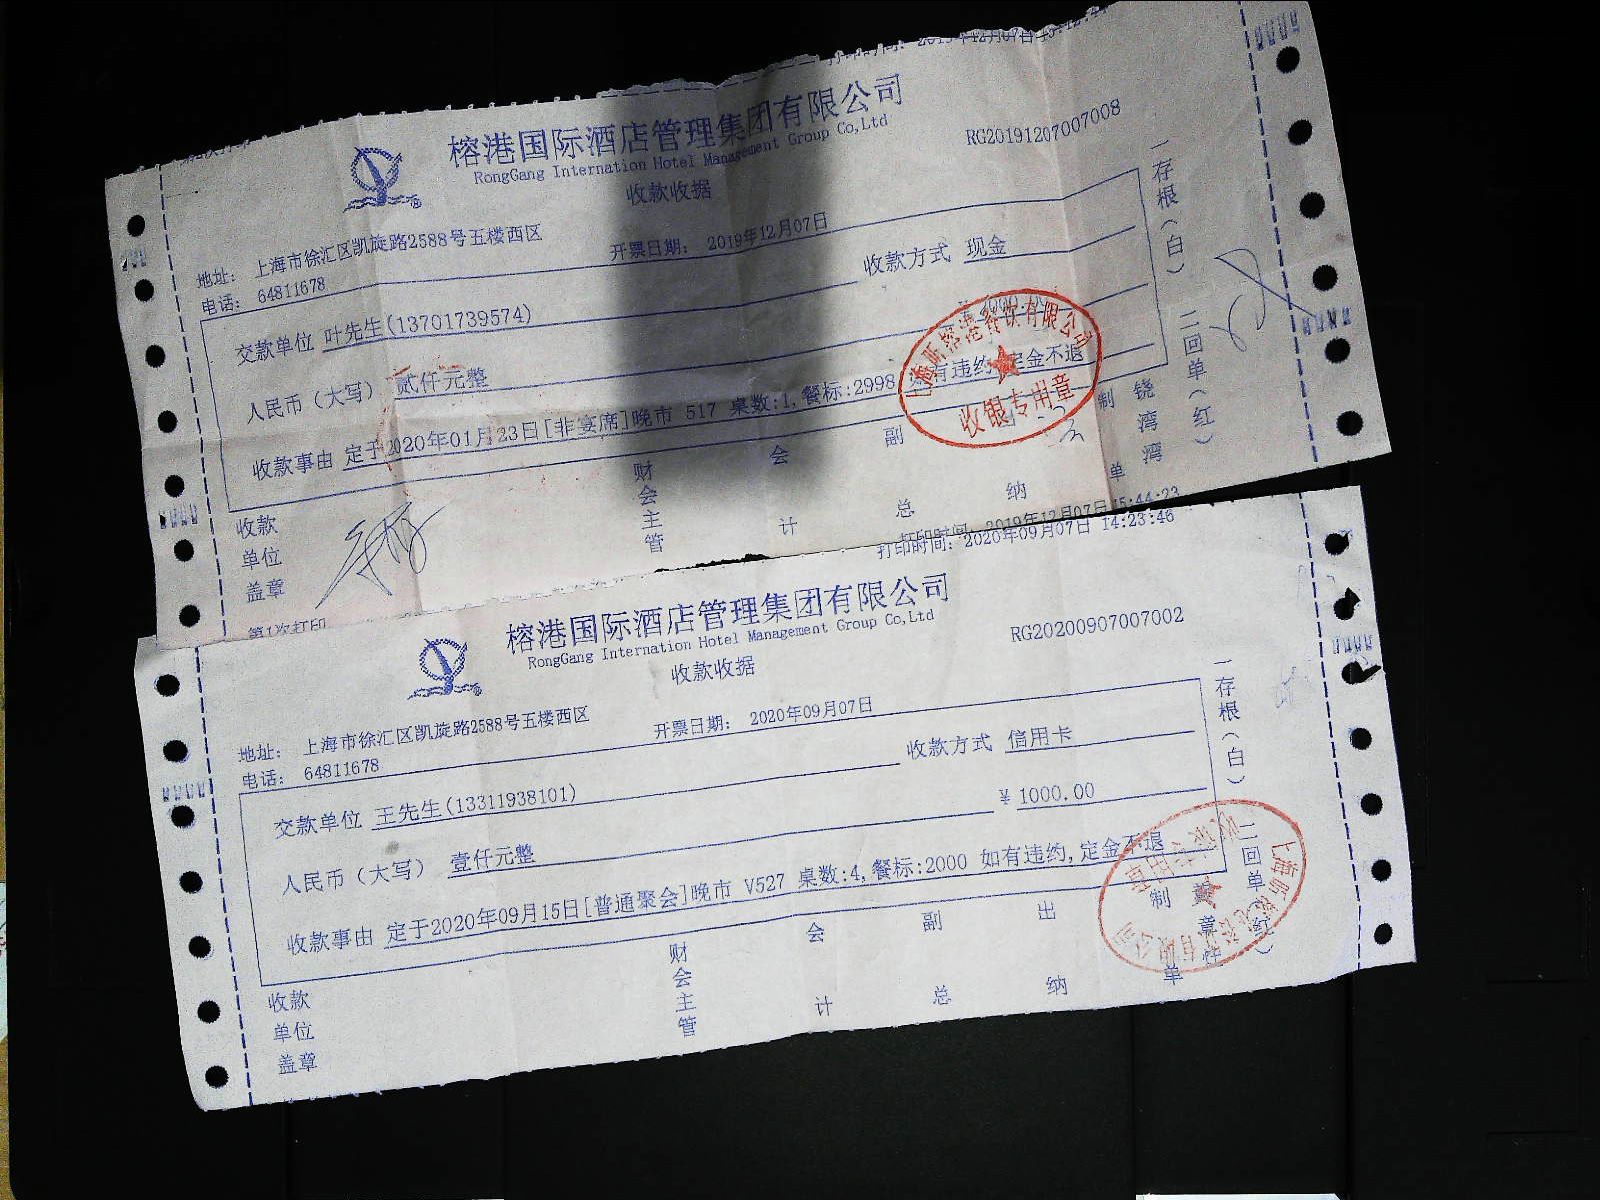 榕港国际酒店管理集团有限公司
RongGang Internation Hotel Management Group Co,Ltd
RG20191207007008
收款收据
地址: 上海市徐汇区凯旋路2588号五楼西区
开票日期: 2019年12月07日
电话: 64811678
收款方式 现金
交款单位 叶先生(13701739574)
人民币（大写） 贰仟元整
收款事由 定于2020年01月23日[非宴席]晚市 517 桌数:1,餐标:2998 有违约,定金不退
收银专用章
一存根（白） 二回单（红）
收款单位盖章
财会主管
会计
副总
纳
制单
第1次打印
打印时间: 2019年12月07日 15:44:23
打印时间: 2020年09月07日 14:23:46
榕港国际酒店管理集团有限公司
RongGang Internation Hotel Management Group Co,Ltd
RG20200907007002
收款收据
地址: 上海市徐汇区凯旋路2588号五楼西区
开票日期: 2020年09月07日
电话: 64811678
收款方式 信用卡
交款单位 王先生(13311938101)
￥ 1000.00
人民币（大写） 壹仟元整
收款事由 定于2020年09月15日[普通聚会]晚市 V527 桌数:4,餐标:2000 如有违约,定金不退
一存根（白） 二回单
收款单位盖章
财会主管
会计
副总
出纳
制单